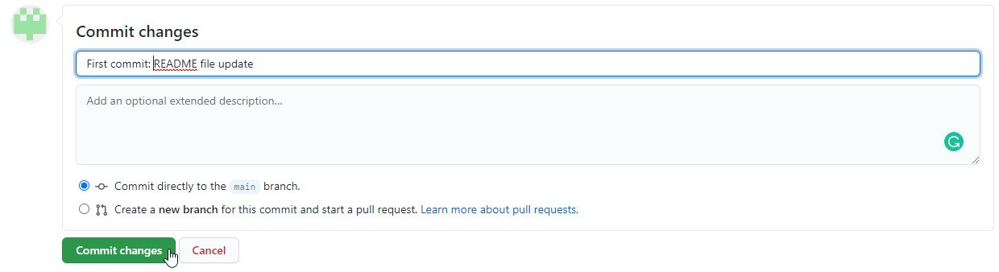 Commit changes
First commit: README file update
Add an optional extended description...
Commit directly to the main branch.
Create a new branch for this commit and start a pull request. Learn more about pull requests.
Commit changes Cancel